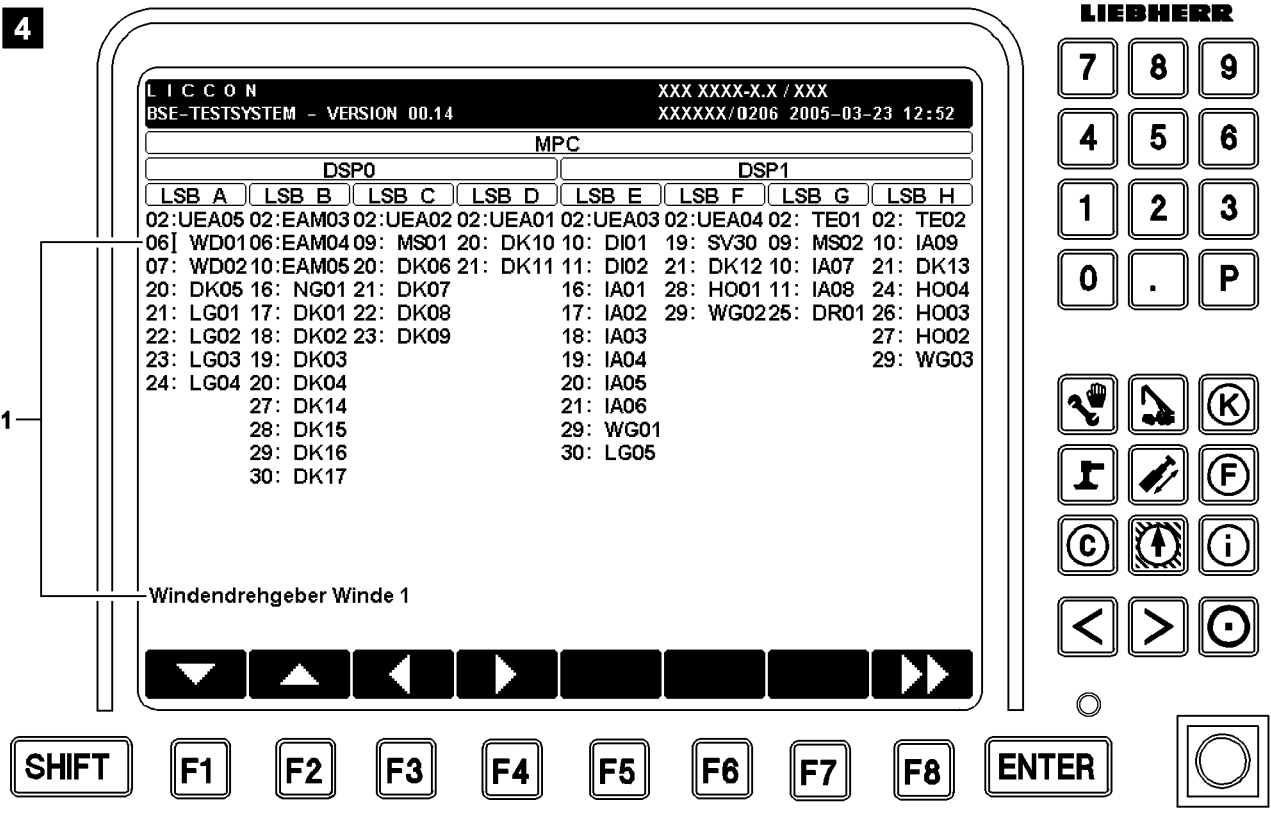 4
LIEBHERR
LICCON XXX XXXX-X.X / XXX
BSE-TESTSYSTEM - VERSION 00.14 XXXXXX/0206 2005-03-23 12:52
MPC
DSP0 DSP1
LSB A LSB B LSB C LSB D LSB E LSB F LSB G LSB H
02:UEA05 02:EAM03 02:UEA02 02:UEA01 02:UEA03 02:UEA04 02: TE01 02: TE02
06 WD01 06:EAM04 09: MS01 20: DK10 10: DI01 19: SV30 09: MS02 10: IA09
07: WD02 10:EAM05 20: DK06 21: DK11 11: DI02 21: DK12 10: IA07 21: DK13
20: DK05 16: NG01 21: DK07 16: IA01 28: HO01 11: IA08 24: HO04
21: LG01 17: DK01 22: DK08 17: IA02 29: WG02 25: DR01 26: HO03
22: LG02 18: DK02 23: DK09 18: IA03 27: HO02
23: LG03 19: DK03 19: IA04 29: WG03
24: LG04 20: DK04 20: IA05
27: DK14 21: IA06
28: DK15 29: WG01
29: DK16 30: LG05
30: DK17
1
Windendrehgeber Winde 1
7 8 9
4 5 6
1 2 3
0 . P
K
F
C i
< >
SHIFT F1 F2 F3 F4 F5 F6 F7 F8 ENTER